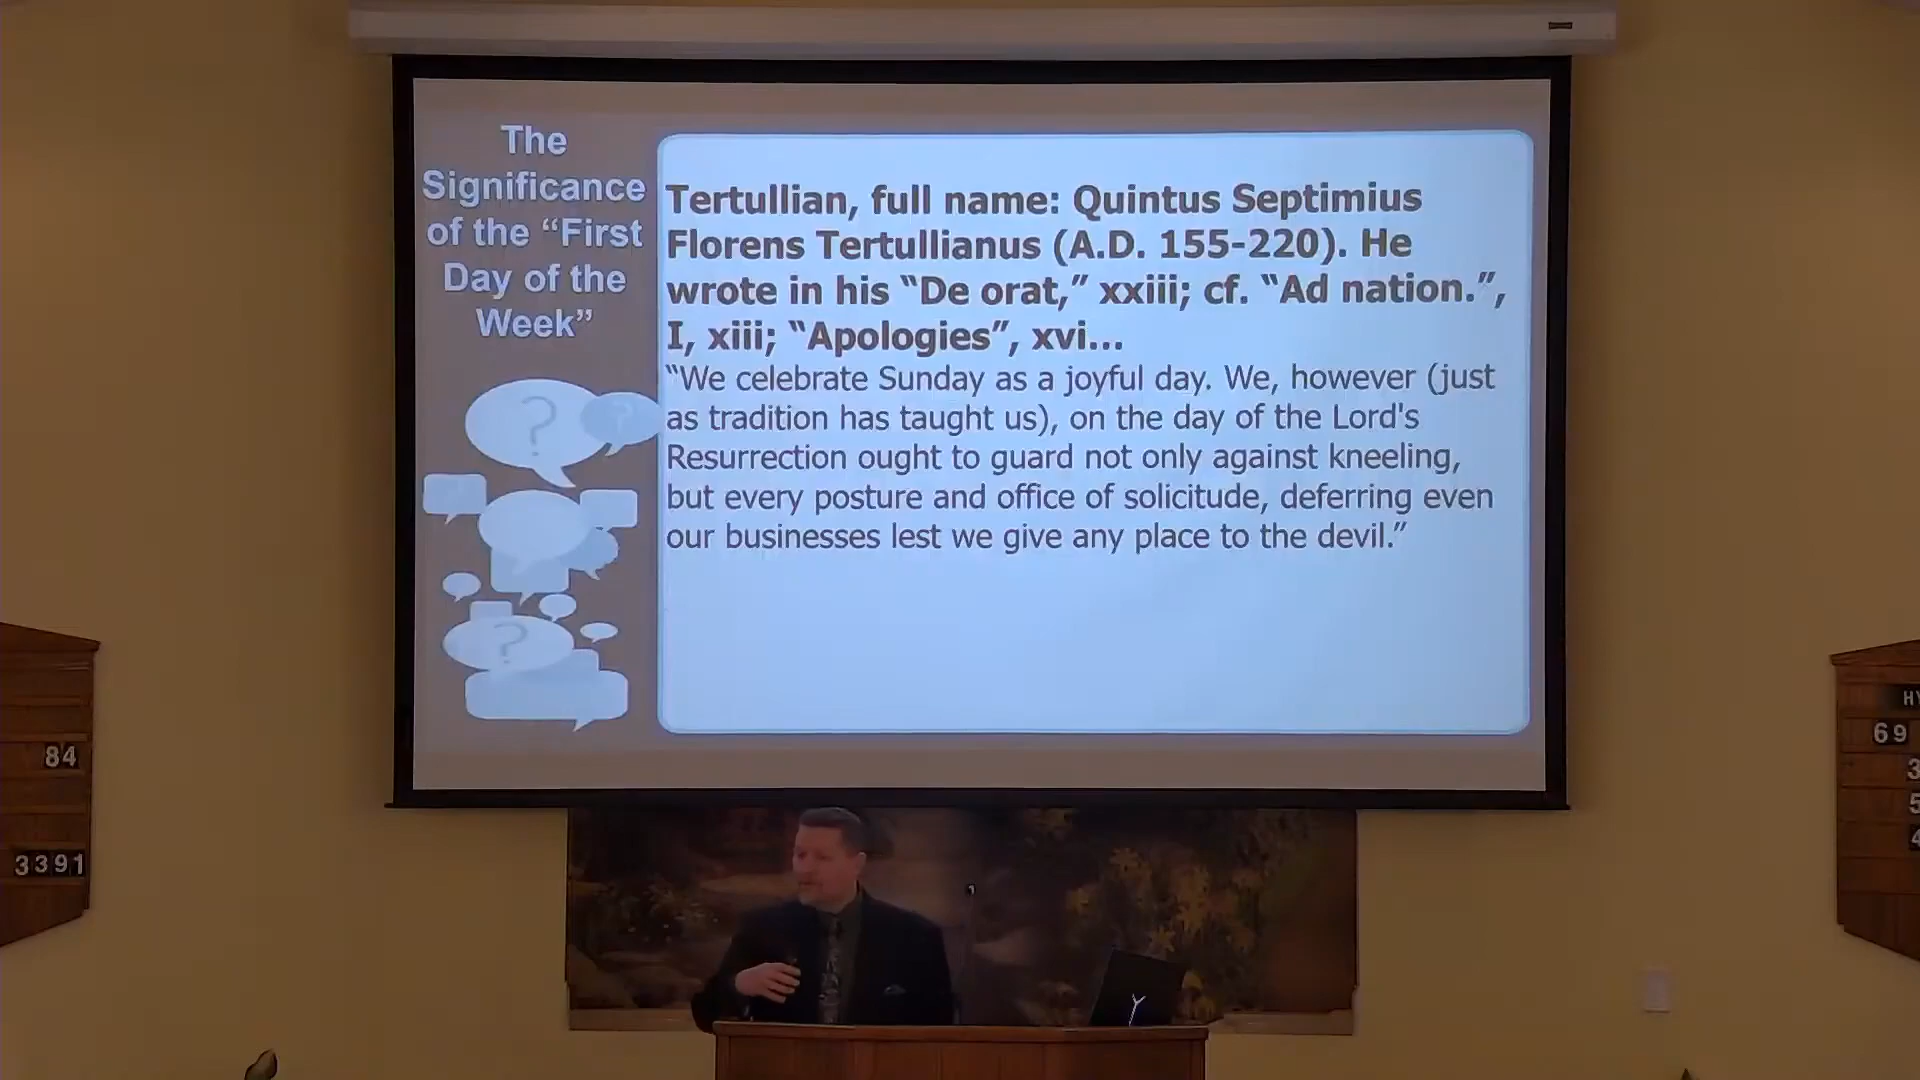 The
Significance
of the “First
Day of the
Week”
Tertullian, full name: Quintus Septimius
Florens Tertullianus (A.D. 155-220). He
wrote in his “De orat,” xxiii; cf. “Ad nation.”,
I, xiii; “Apologies”, xvi...
“We celebrate Sunday as a joyful day. We, however (just
as tradition has taught us), on the day of the Lord's
Resurrection ought to guard not only against kneeling,
but every posture and office of solicitude, deferring even
our businesses lest we give any place to the devil.”
?
?
?
84
3391
HY
69
3
5
4